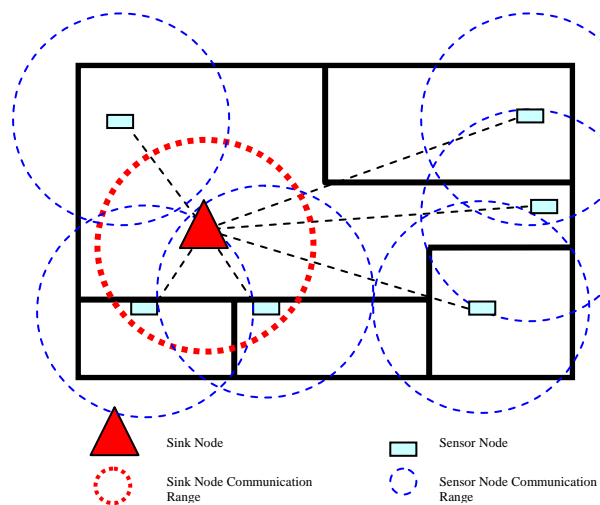 Sink Node
Sensor Node
Sink Node Communication
Range
Sensor Node Communication
Range